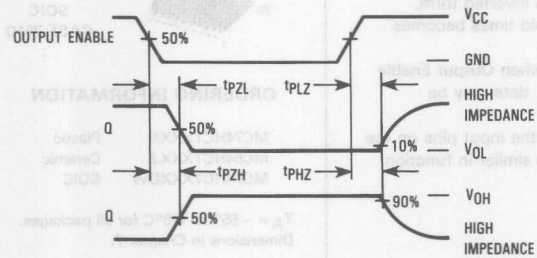 VCC
OUTPUT ENABLE
50%
GND
tPZL
tPLZ
HIGH
IMPEDANCE
Q
50%
10%
VOL
tPZH
tPHZ
VOH
Q
50%
90%
HIGH
IMPEDANCE